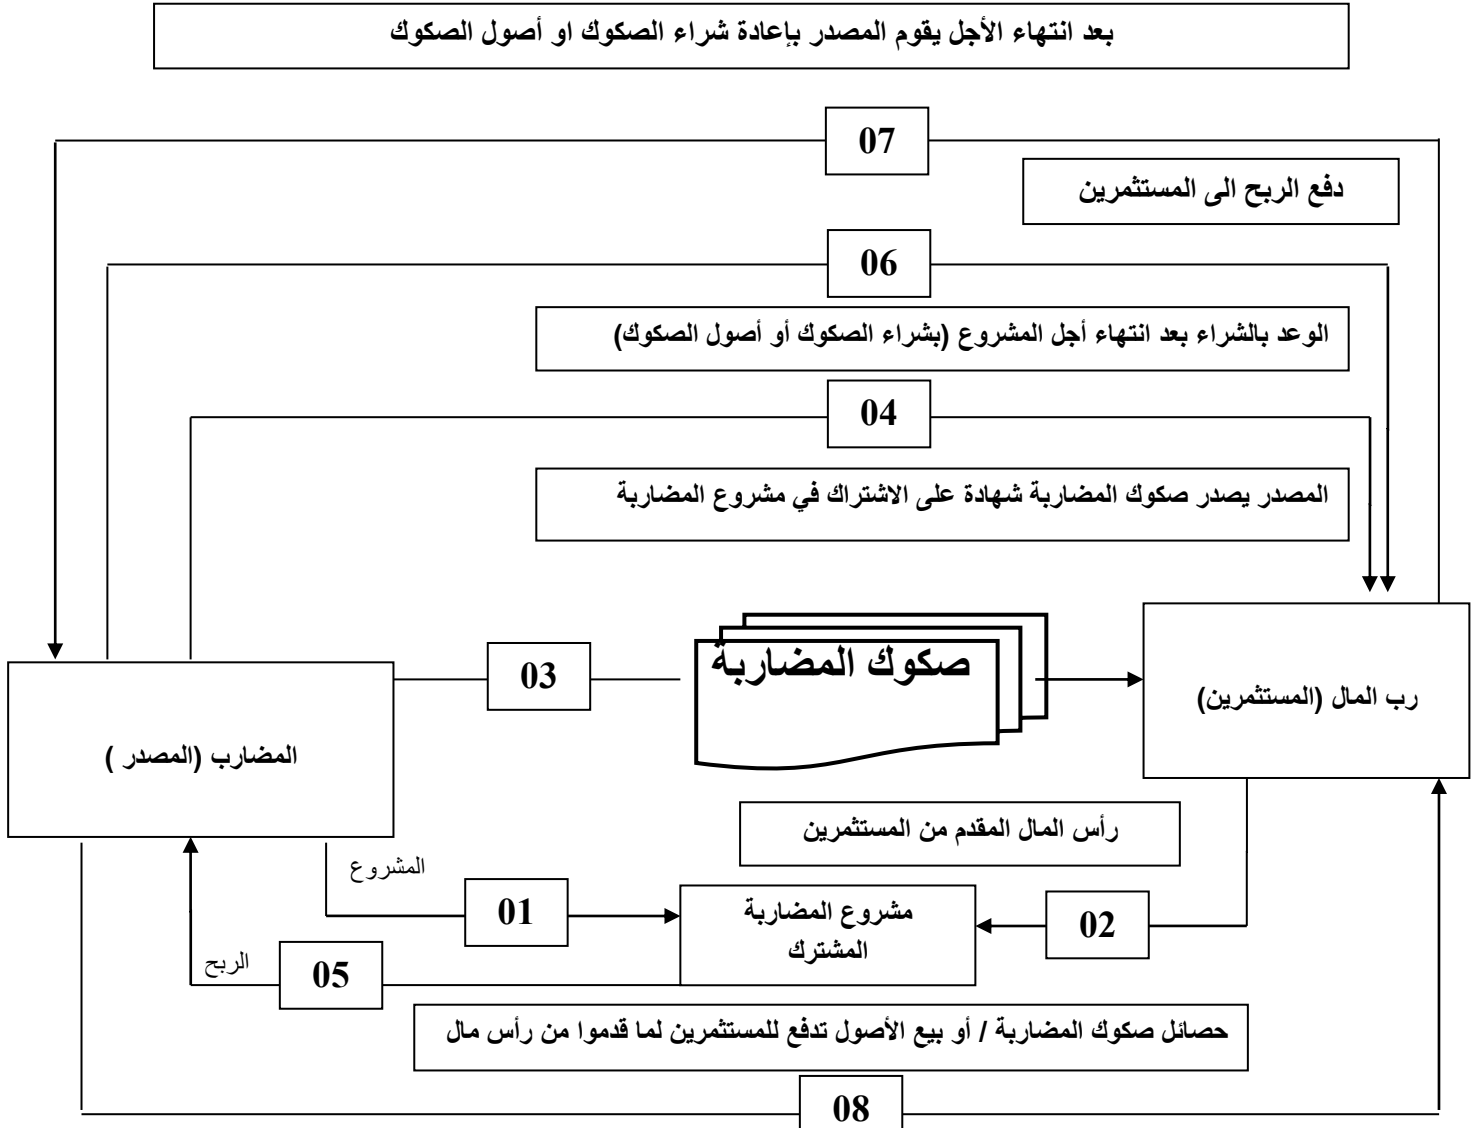 بعد انتهاء الأجل يقوم المصدر بإعادة شراء الصكوك او أصول الصكوك
07
دفع الربح الى المستثمرين
06
الوعد بالشراء بعد انتهاء أجل المشروع (بشراء الصكوك أو أصول الصكوك)
04
المصدر يصدر صكوك المضاربة شهادة على الاشتراك في مشروع المضاربة
رب المال (المستثمرين)
صكوك المضاربة
03
المضارب (المصدر )
رأس المال المقدم من المستثمرين
المشروع
01
مشروع المضاربة
المشترك
02
الربح
05
حصائل صكوك المضاربة / أو بيع الأصول تدفع للمستثمرين لما قدموا من رأس مال
08